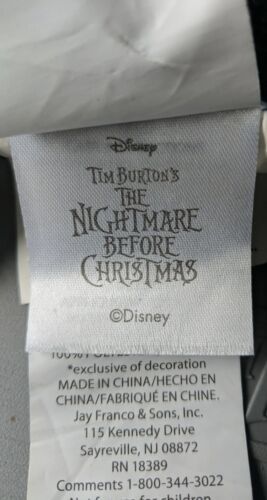 Disney
TIM BURTON'S
THE
NIGHTMARE
BEFORE
CHRISTMAS
©Disney
100%
*exclusive of decoration
MADE IN CHINA/HECHO EN
CHINA/FABRIQUÉ EN CHINE.
Jay Franco & Sons, Inc.
115 Kennedy Drive
Sayreville, NJ 08872
RN 18389
Comments 1-800-344-3022